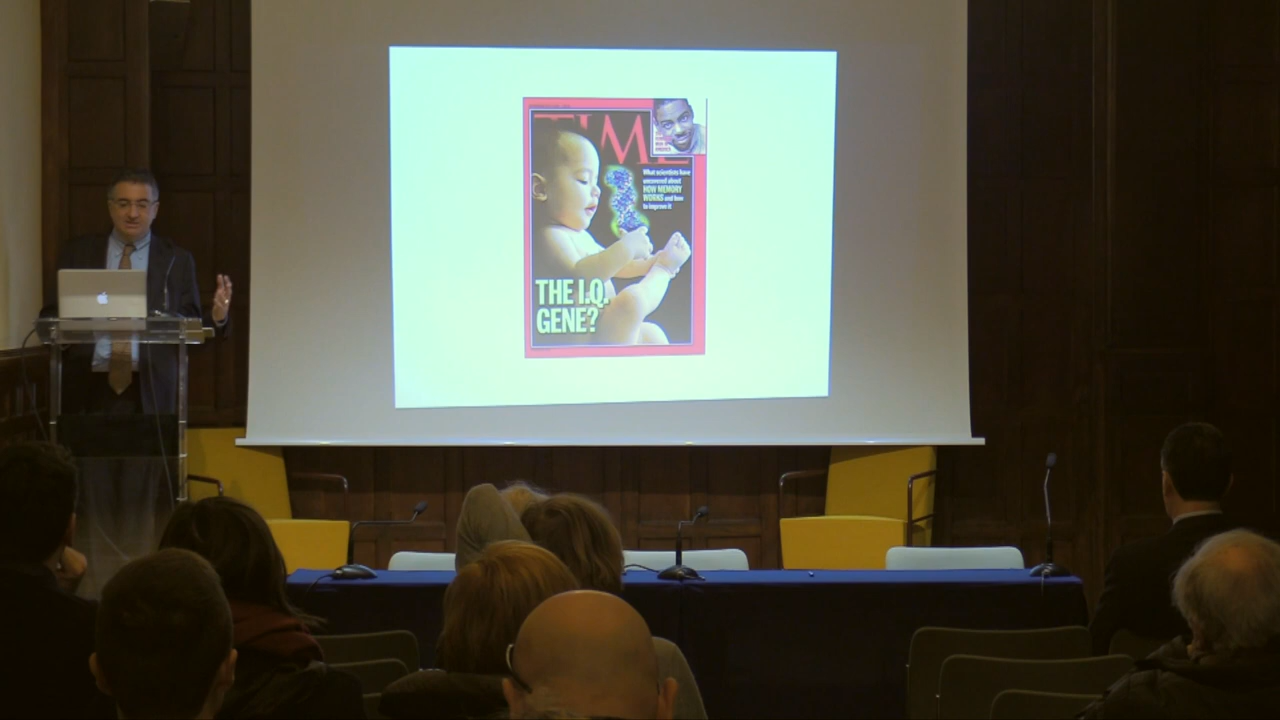 TIME
What scientists have
uncovered about
HOW MEMORY
WORKS and how
to improve it
THE I.Q.
GENE?